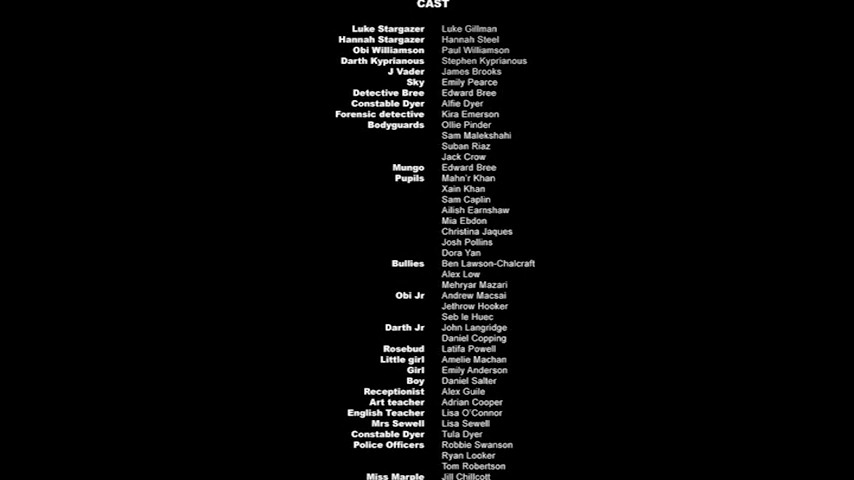 CAST
Luke Stargazer Luke Gillman
Hannah Stargazer Hannah Steel
Obi Williamson Paul Williamson
Darth Kyprianous Stephen Kyprianous
J Vader James Brooks
Sky Emily Pearce
Detective Bree Edward Bree
Constable Dyer Alfie Dyer
Forensic detective Kira Emerson
Bodyguards Ollie Pinder
Sam Malekshahi
Suban Riaz
Jack Crow
Mungo Edward Bree
Pupils Mahn'r Khan
Xain Khan
Sam Caplin
Ailish Earnshaw
Mia Ebdon
Christina Jaques
Josh Pollins
Dora Yan
Bullies Ben Lawson-Chalcraft
Alex Low
Mehryar Mazari
Obi Jr Andrew Macsai
Jethrow Hooker
Seb le Huec
Darth Jr John Langridge
Daniel Copping
Rosebud Latifa Powell
Little girl Amelie Machan
Girl Emily Anderson
Boy Daniel Salter
Receptionist Alex Guile
Art teacher Adrian Cooper
English Teacher Lisa O'Connor
Mrs Sewell Lisa Sewell
Constable Dyer Tula Dyer
Police Officers Robbie Swanson
Ryan Looker
Tom Robertson
Miss Marple Jill Chillcott